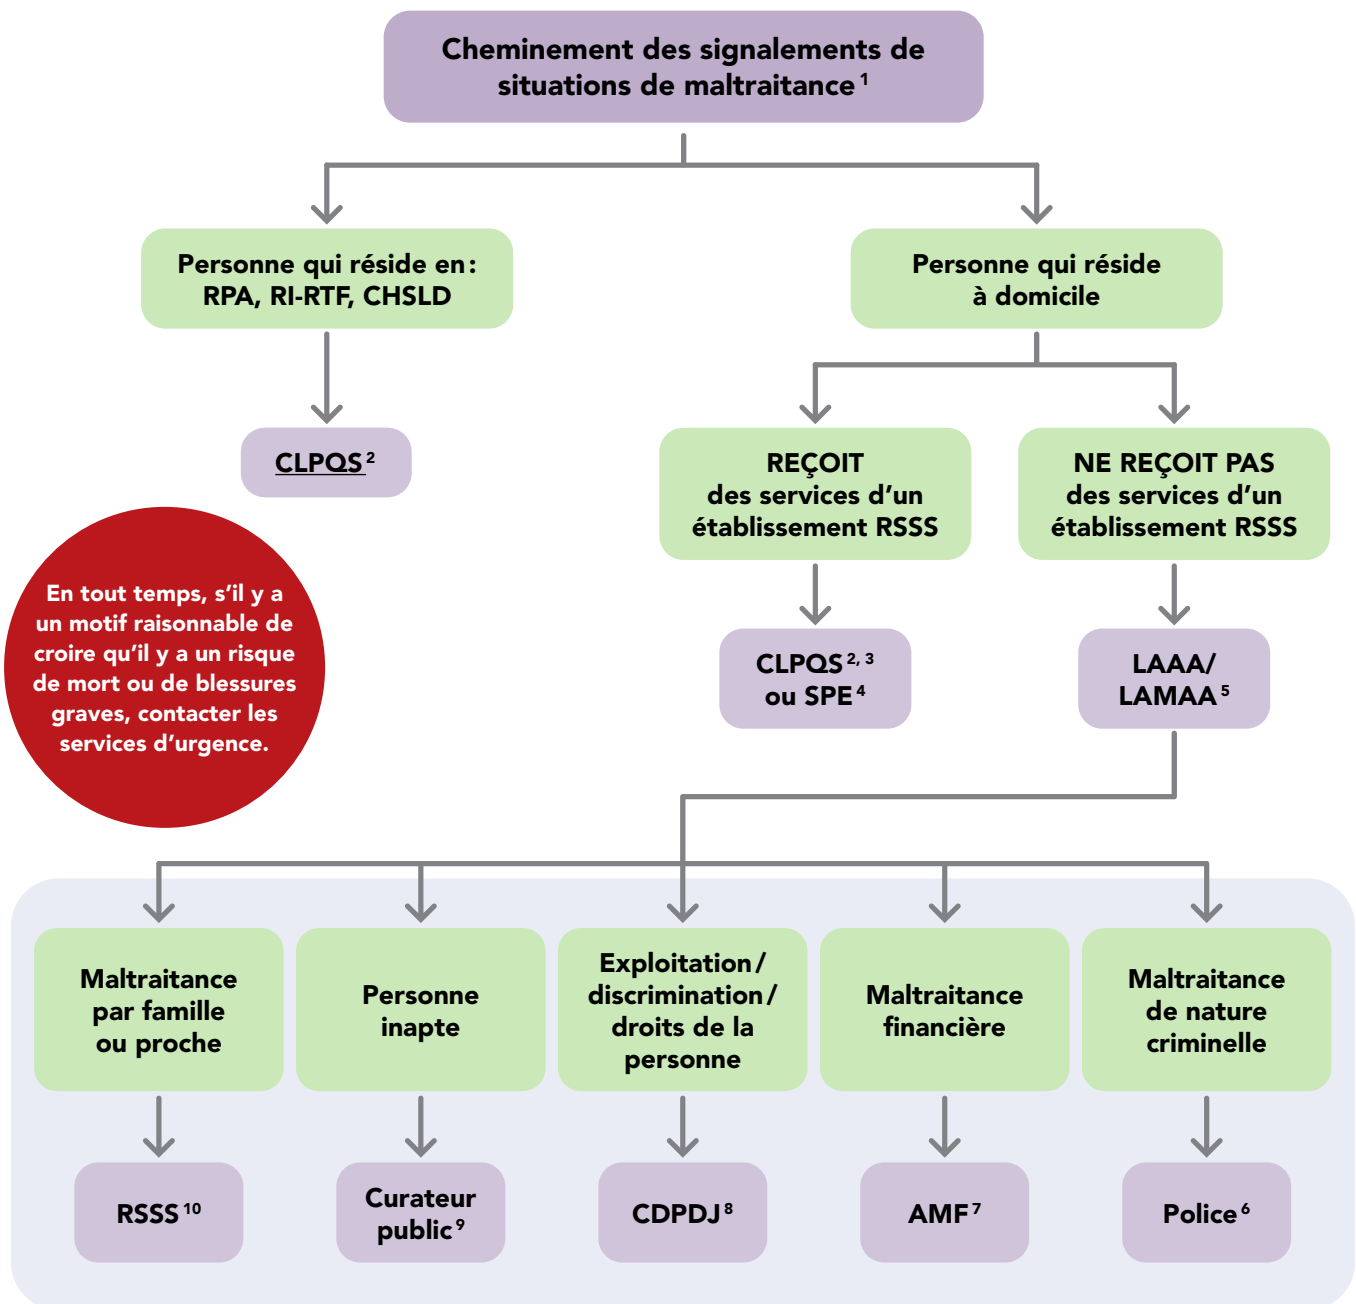 Cheminement des signalements de
situations de maltraitance 1
Personne qui réside en :
RPA, RI-RTF, CHSLD
Personne qui réside
à domicile
CLPQS 2
REÇOIT
des services d’un
établissement RSSS
NE REÇOIT PAS
des services d’un
établissement RSSS
En tout temps, s’il y a
un motif raisonnable de
croire qu’il y a un risque
de mort ou de blessures
graves, contacter les
services d’urgence.
CLPQS 2, 3
ou SPE 4
LAAA/
LAMAA 5
Maltraitance
par famille
ou proche
Personne
inapte
Exploitation /
discrimination /
droits de la
personne
Maltraitance
financière
Maltraitance
de nature
criminelle
RSSS 10
Curateur
public 9
CDPDJ 8
AMF 7
Police 6